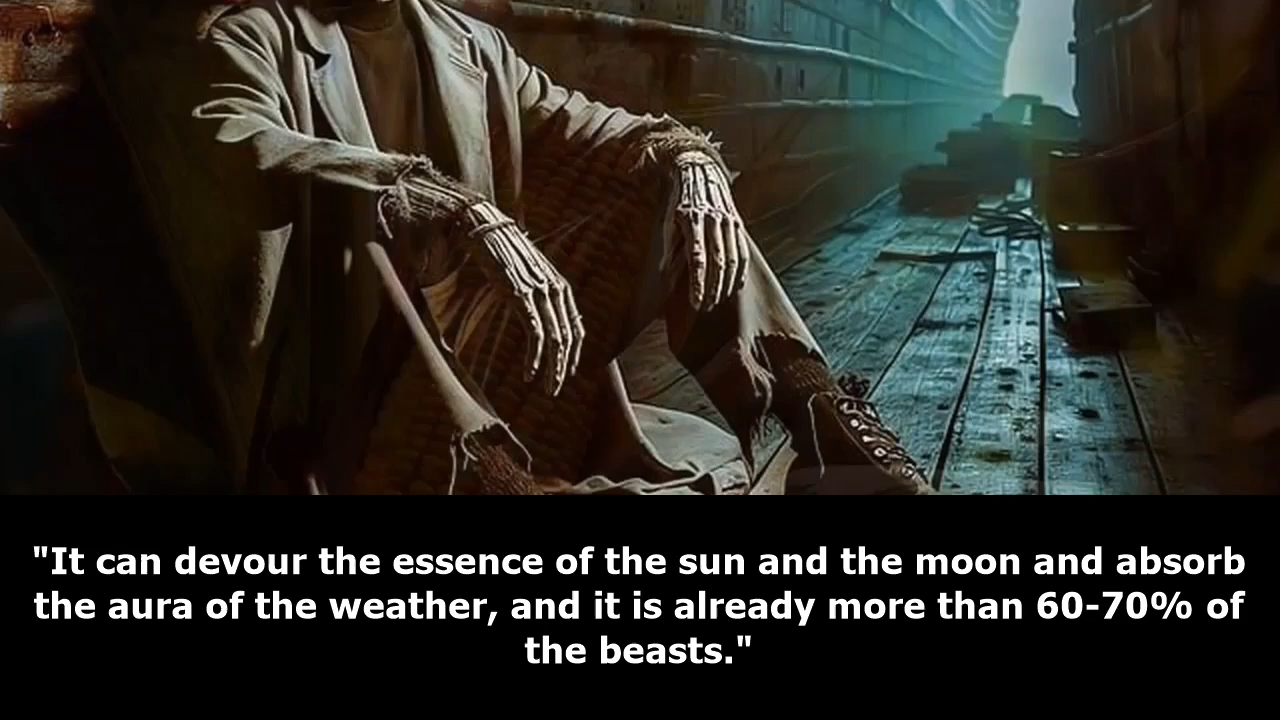 "It can devour the essence of the sun and the moon and absorb
the aura of the weather, and it is already more than 60-70% of
the beasts."